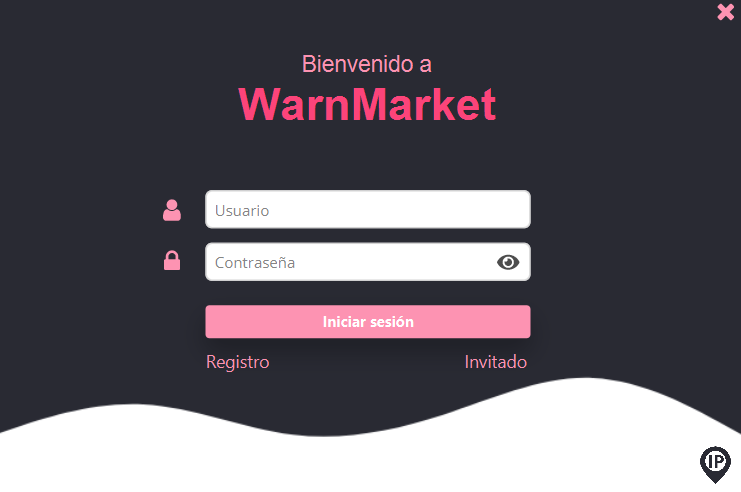 Bienvenido a
WarnMarket
Usuario
Contraseña
Iniciar sesión
Registro Invitado
IP